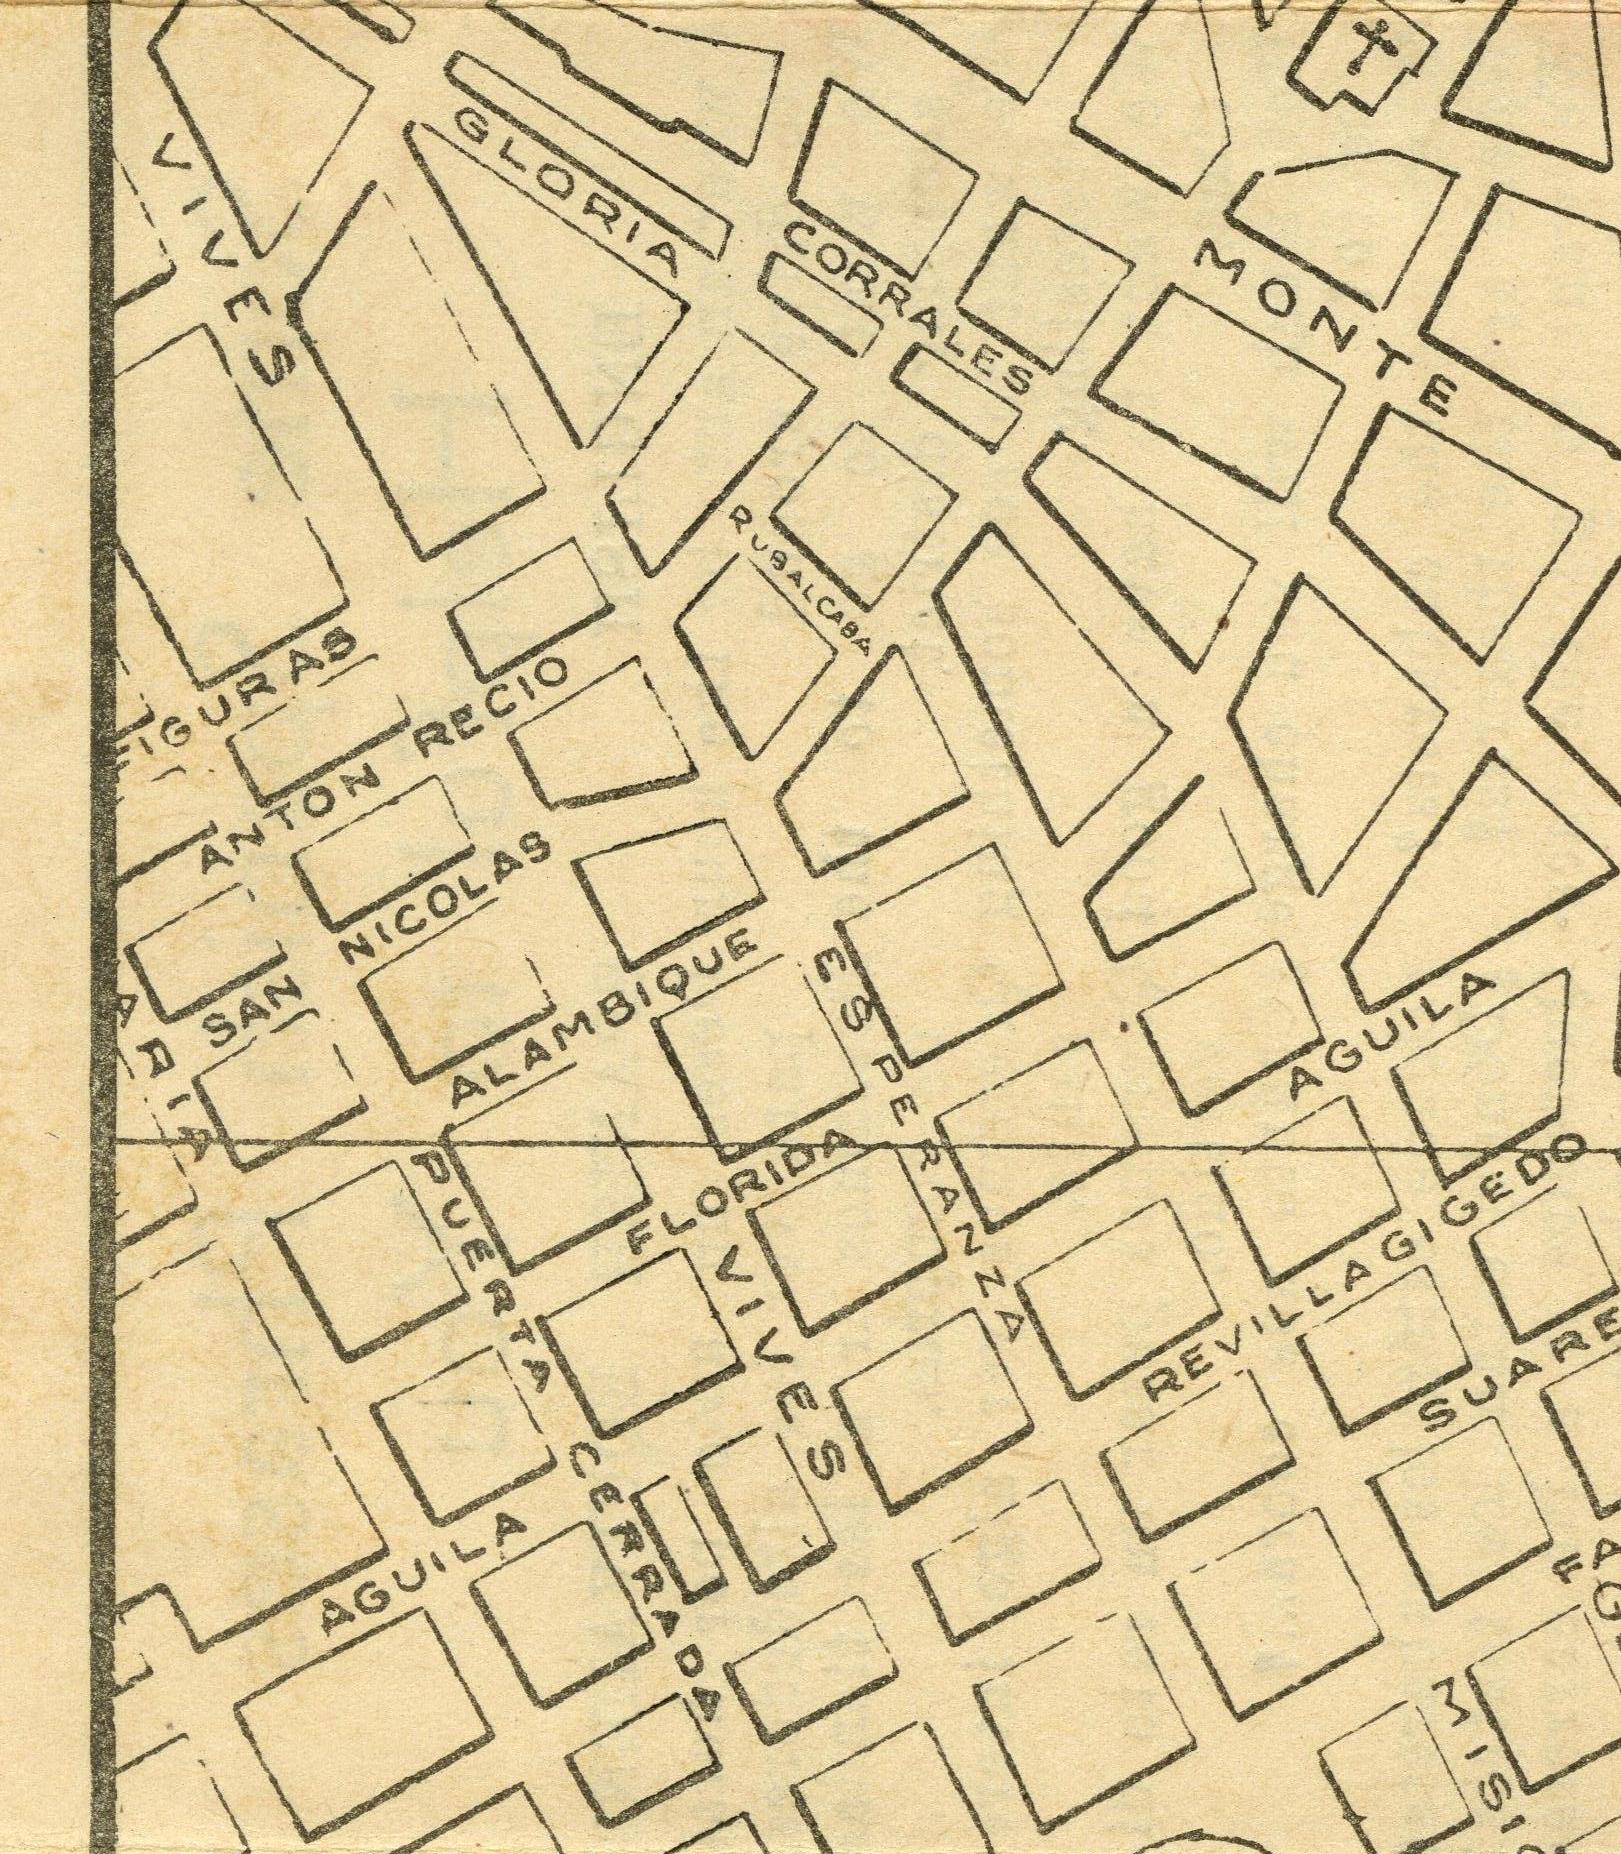 VIVES
GLORIA
CORRALES
MONTE
RUBALCABA
FIGURAS
ANTON RECIO
SAN NICOLAS
ALAMBIQUE
ESPERANZA
AGUILA
FLORIDA
REVILLAGIGEDO
PUERTA CERRADA
VIVES
SUARE
AGUILA